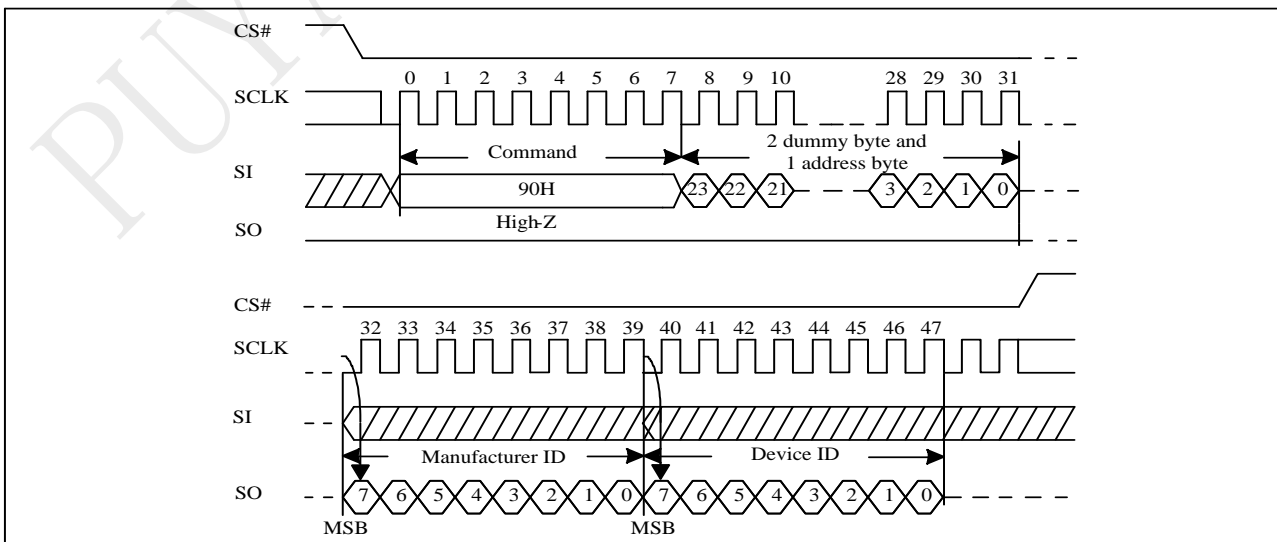 PUYA
CS#
0 1 2 3 4 5 6 7 8 9 10 28 29 30 31
SCLK
Command
2 dummy byte and
1 address byte
SI
90H
23 22 21 3 2 1 0
High-Z
SO
CS#
32 33 34 35 36 37 38 39 40 41 42 43 44 45 46 47
SCLK
SI
Manufacturer ID
Device ID
SO
7 6 5 4 3 2 1 0 7 6 5 4 3 2 1 0
MSB MSB